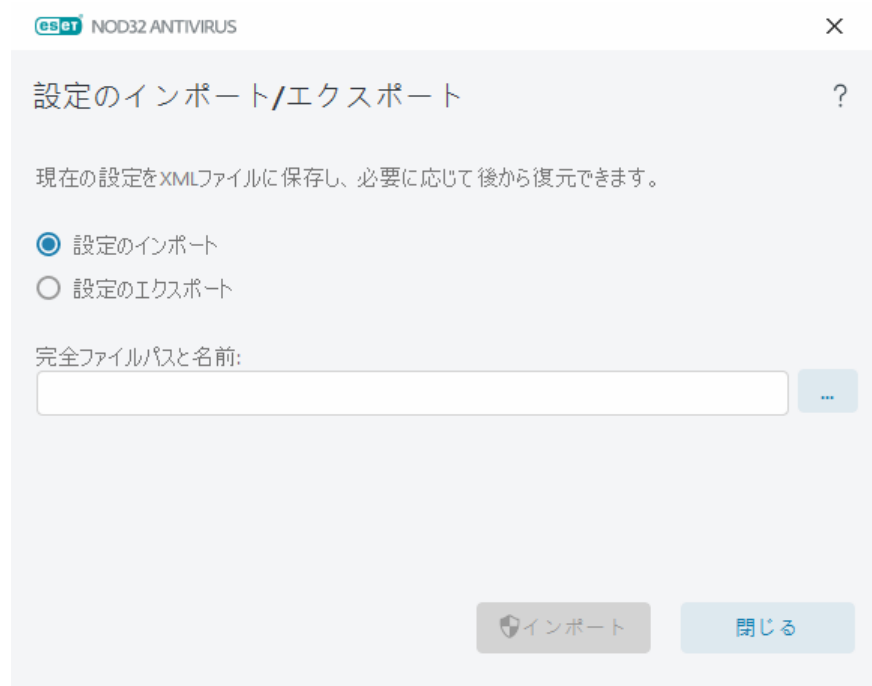 eset NOD32 ANTIVIRUS
設定のインポート/エクスポート ?
現在の設定をXMLファイルに保存し、必要に応じて後から復元できます。
設定のインポート
設定のエクスポート
完全ファイルパスと名前:
...
インポート 閉じる